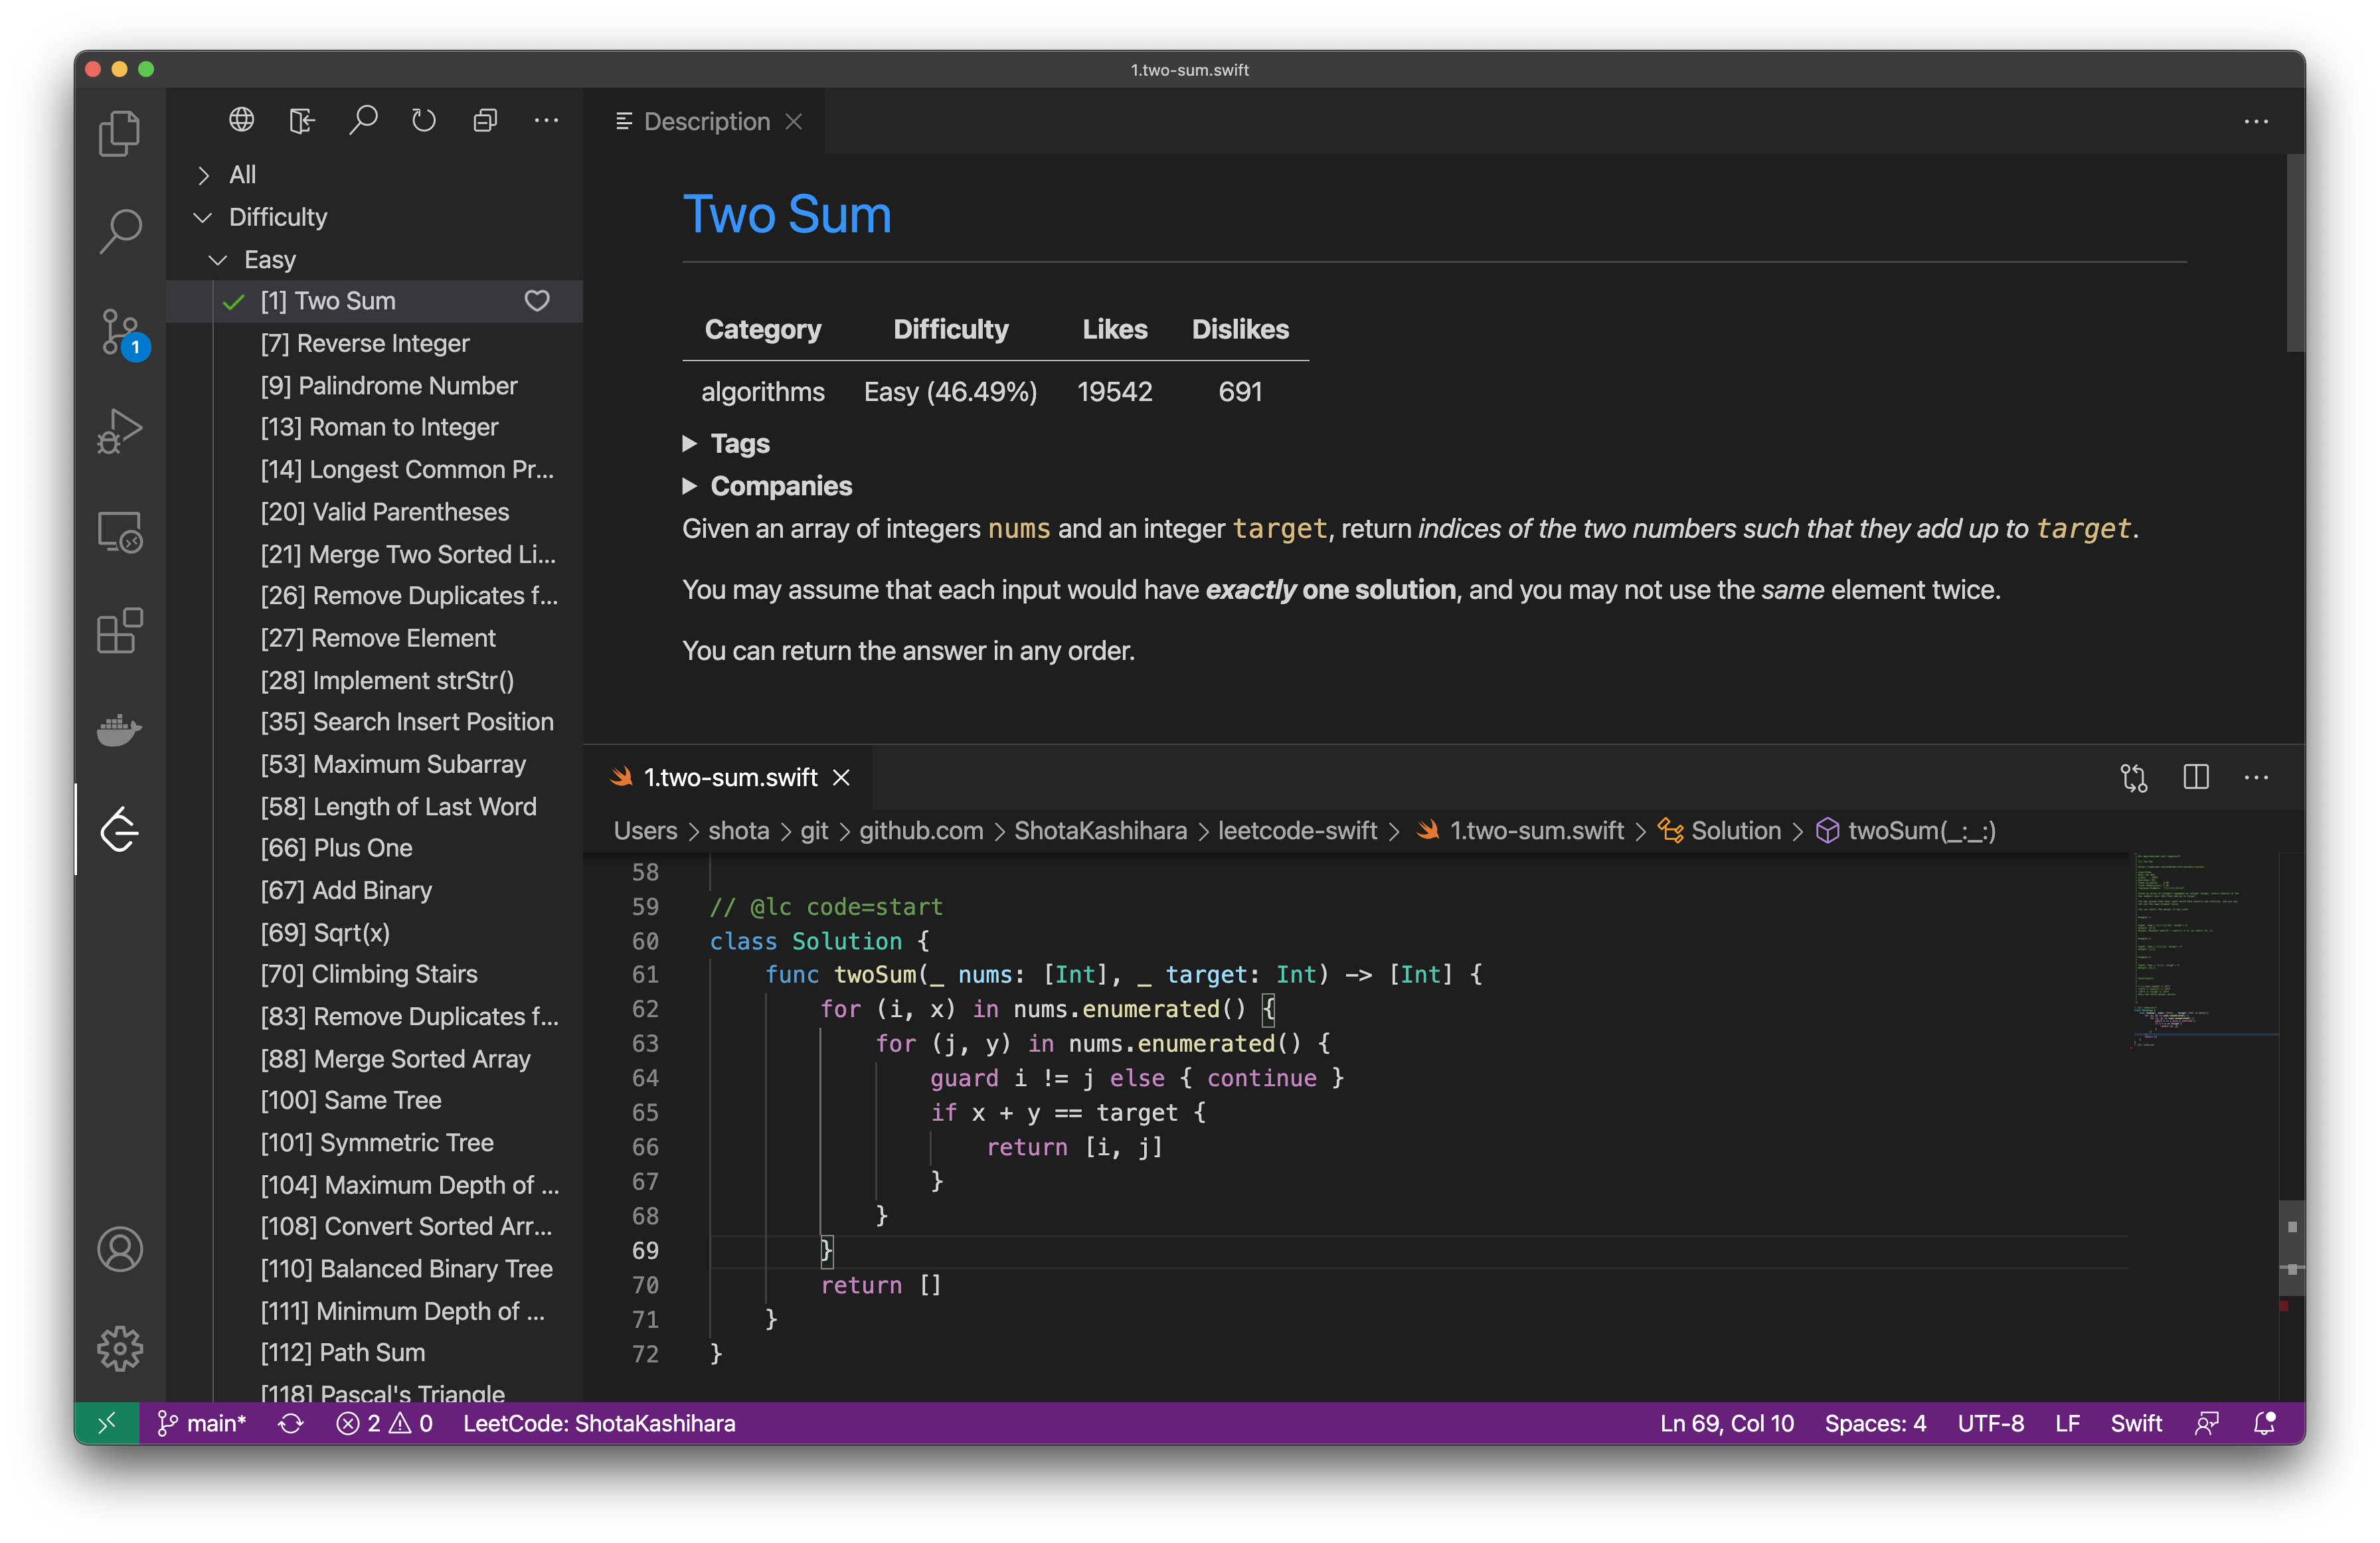 1.two-sum.swift
All
Difficulty
Easy
[1] Two Sum
[7] Reverse Integer
[9] Palindrome Number
[13] Roman to Integer
[14] Longest Common Pr...
[20] Valid Parentheses
[21] Merge Two Sorted Li...
[26] Remove Duplicates f...
[27] Remove Element
[28] Implement strStr()
[35] Search Insert Position
[53] Maximum Subarray
[58] Length of Last Word
[66] Plus One
[67] Add Binary
[69] Sqrt(x)
[70] Climbing Stairs
[83] Remove Duplicates f...
[88] Merge Sorted Array
[100] Same Tree
[101] Symmetric Tree
[104] Maximum Depth of ...
[108] Convert Sorted Arr...
[110] Balanced Binary Tree
[111] Minimum Depth of ...
[112] Path Sum
[118] Pascal's Triangle
1
Description
Two Sum
Category Difficulty Likes Dislikes
algorithms Easy (46.49%) 19542 691
Tags
Companies
Given an array of integers nums and an integer target, return indices of the two numbers such that they add up to target.
You may assume that each input would have exactly one solution, and you may not use the same element twice.
You can return the answer in any order.
1.two-sum.swift
Users > shota > git > github.com > ShotaKashihara > leetcode-swift > 1.two-sum.swift > Solution > twoSum(_:_:)
58
59 // @lc code=start
60 class Solution {
61 func twoSum(_ nums: [Int], _ target: Int) -> [Int] {
62 for (i, x) in nums.enumerated() {
63 for (j, y) in nums.enumerated() {
64 guard i != j else { continue }
65 if x + y == target {
66 return [i, j]
67 }
68 }
69 }
70 return []
71 }
72 }
main* 2 0 LeetCode: ShotaKashihara Ln 69, Col 10 Spaces: 4 UTF-8 LF Swift